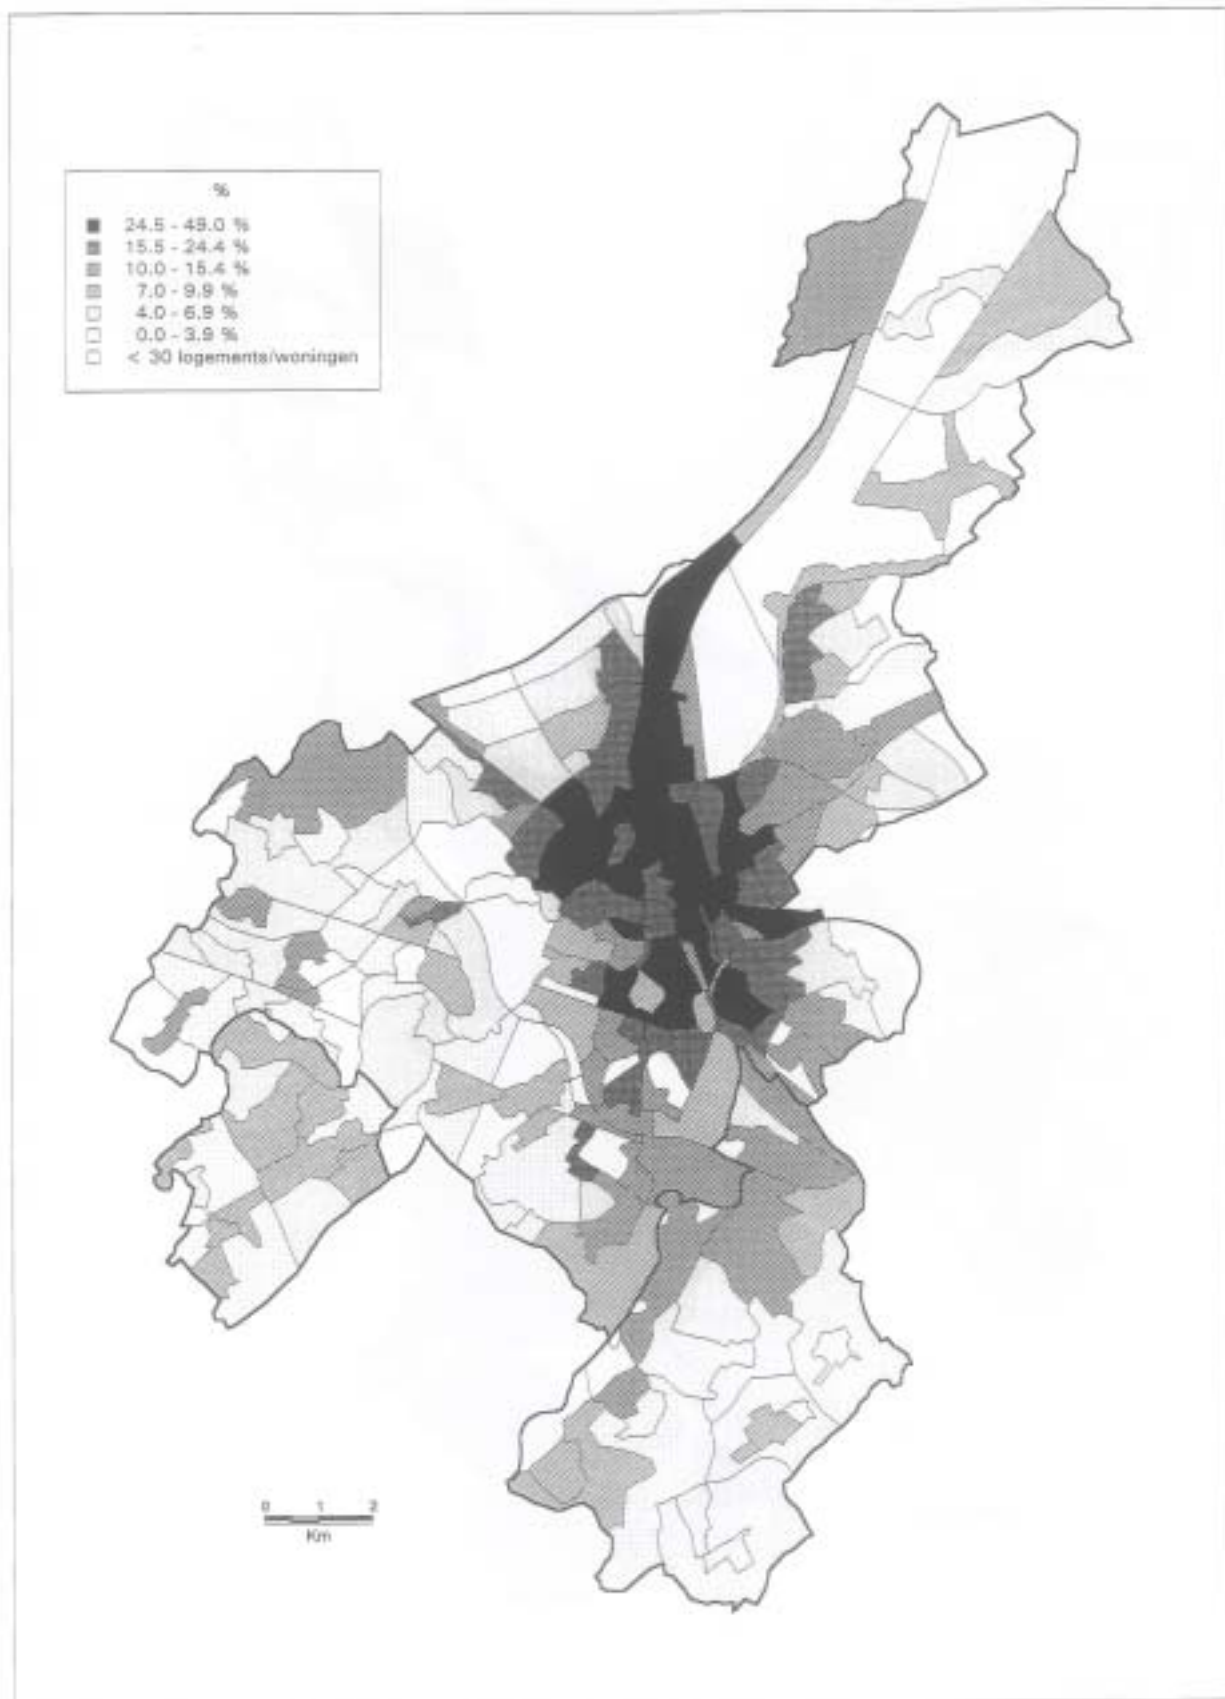 %
24.5 - 49.0 %
15.5 - 24.4 %
10.0 - 15.4 %
7.0 - 9.9 %
4.0 - 6.9 %
0.0 - 3.9 %
< 30 logements/woningen
0 1 2
Km